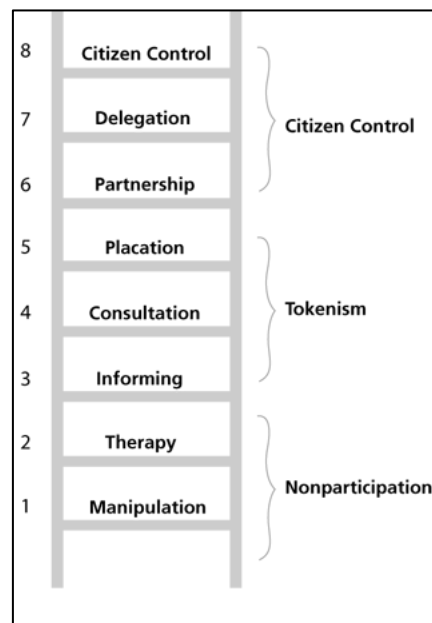 8 Citizen Control
7 Delegation
Citizen Control
6 Partnership
5 Placation
4 Consultation
Tokenism
3 Informing
2 Therapy
Nonparticipation
1 Manipulation